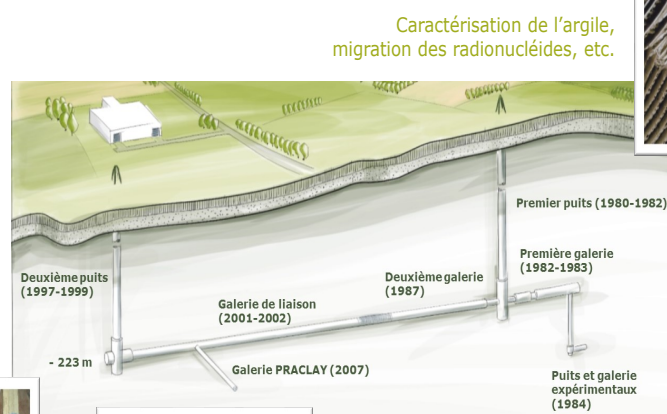 Caractérisation de l'argile,
migration des radionucléides, etc.
Premier puits (1980-1982)
Première galerie
(1982-1983)
Deuxième galerie
(1987)
Deuxième puits
(1997-1999)
Galerie de liaison
(2001-2002)
- 223 m
Galerie PRACLAY (2007)
Puits et galerie
expérimentaux
(1984)